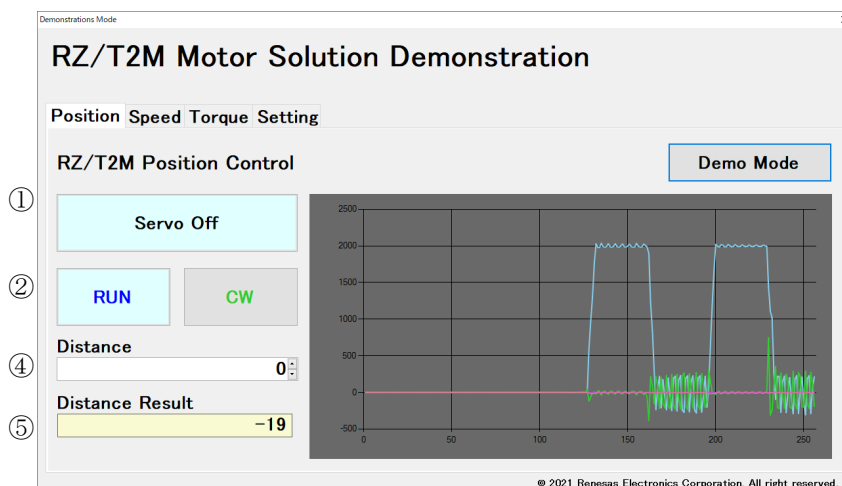 Demonstrations Mode
RZ/T2M Motor Solution Demonstration
Position Speed Torque Setting
RZ/T2M Position Control
Demo Mode
①
Servo Off
②
RUN
CW
④
Distance
0
⑤
Distance Result
-19
2500
2000
1500
1000
500
0
-500
0 50 100 150 200 250
© 2021 Renesas Electronics Corporation. All right reserved.